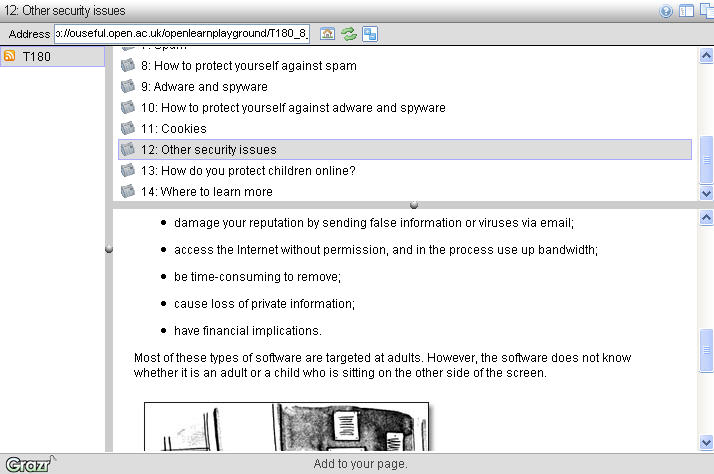 12: Other security issues
Address ɔ://ouseful.open.ac.uk/openlearnplayground/T180_8_
T180
7: Spam
8: How to protect yourself against spam
9: Adware and spyware
10: How to protect yourself against adware and spyware
11: Cookies
12: Other security issues
13: How do you protect children online?
14: Where to learn more
• damage your reputation by sending false information or viruses via email;
• access the Internet without permission, and in the process use up bandwidth;
• be time-consuming to remove;
• cause loss of private information;
• have financial implications.
Most of these types of software are targeted at adults. However, the software does not know
whether it is an adult or a child who is sitting on the other side of the screen.
Grazr
Add to your page.